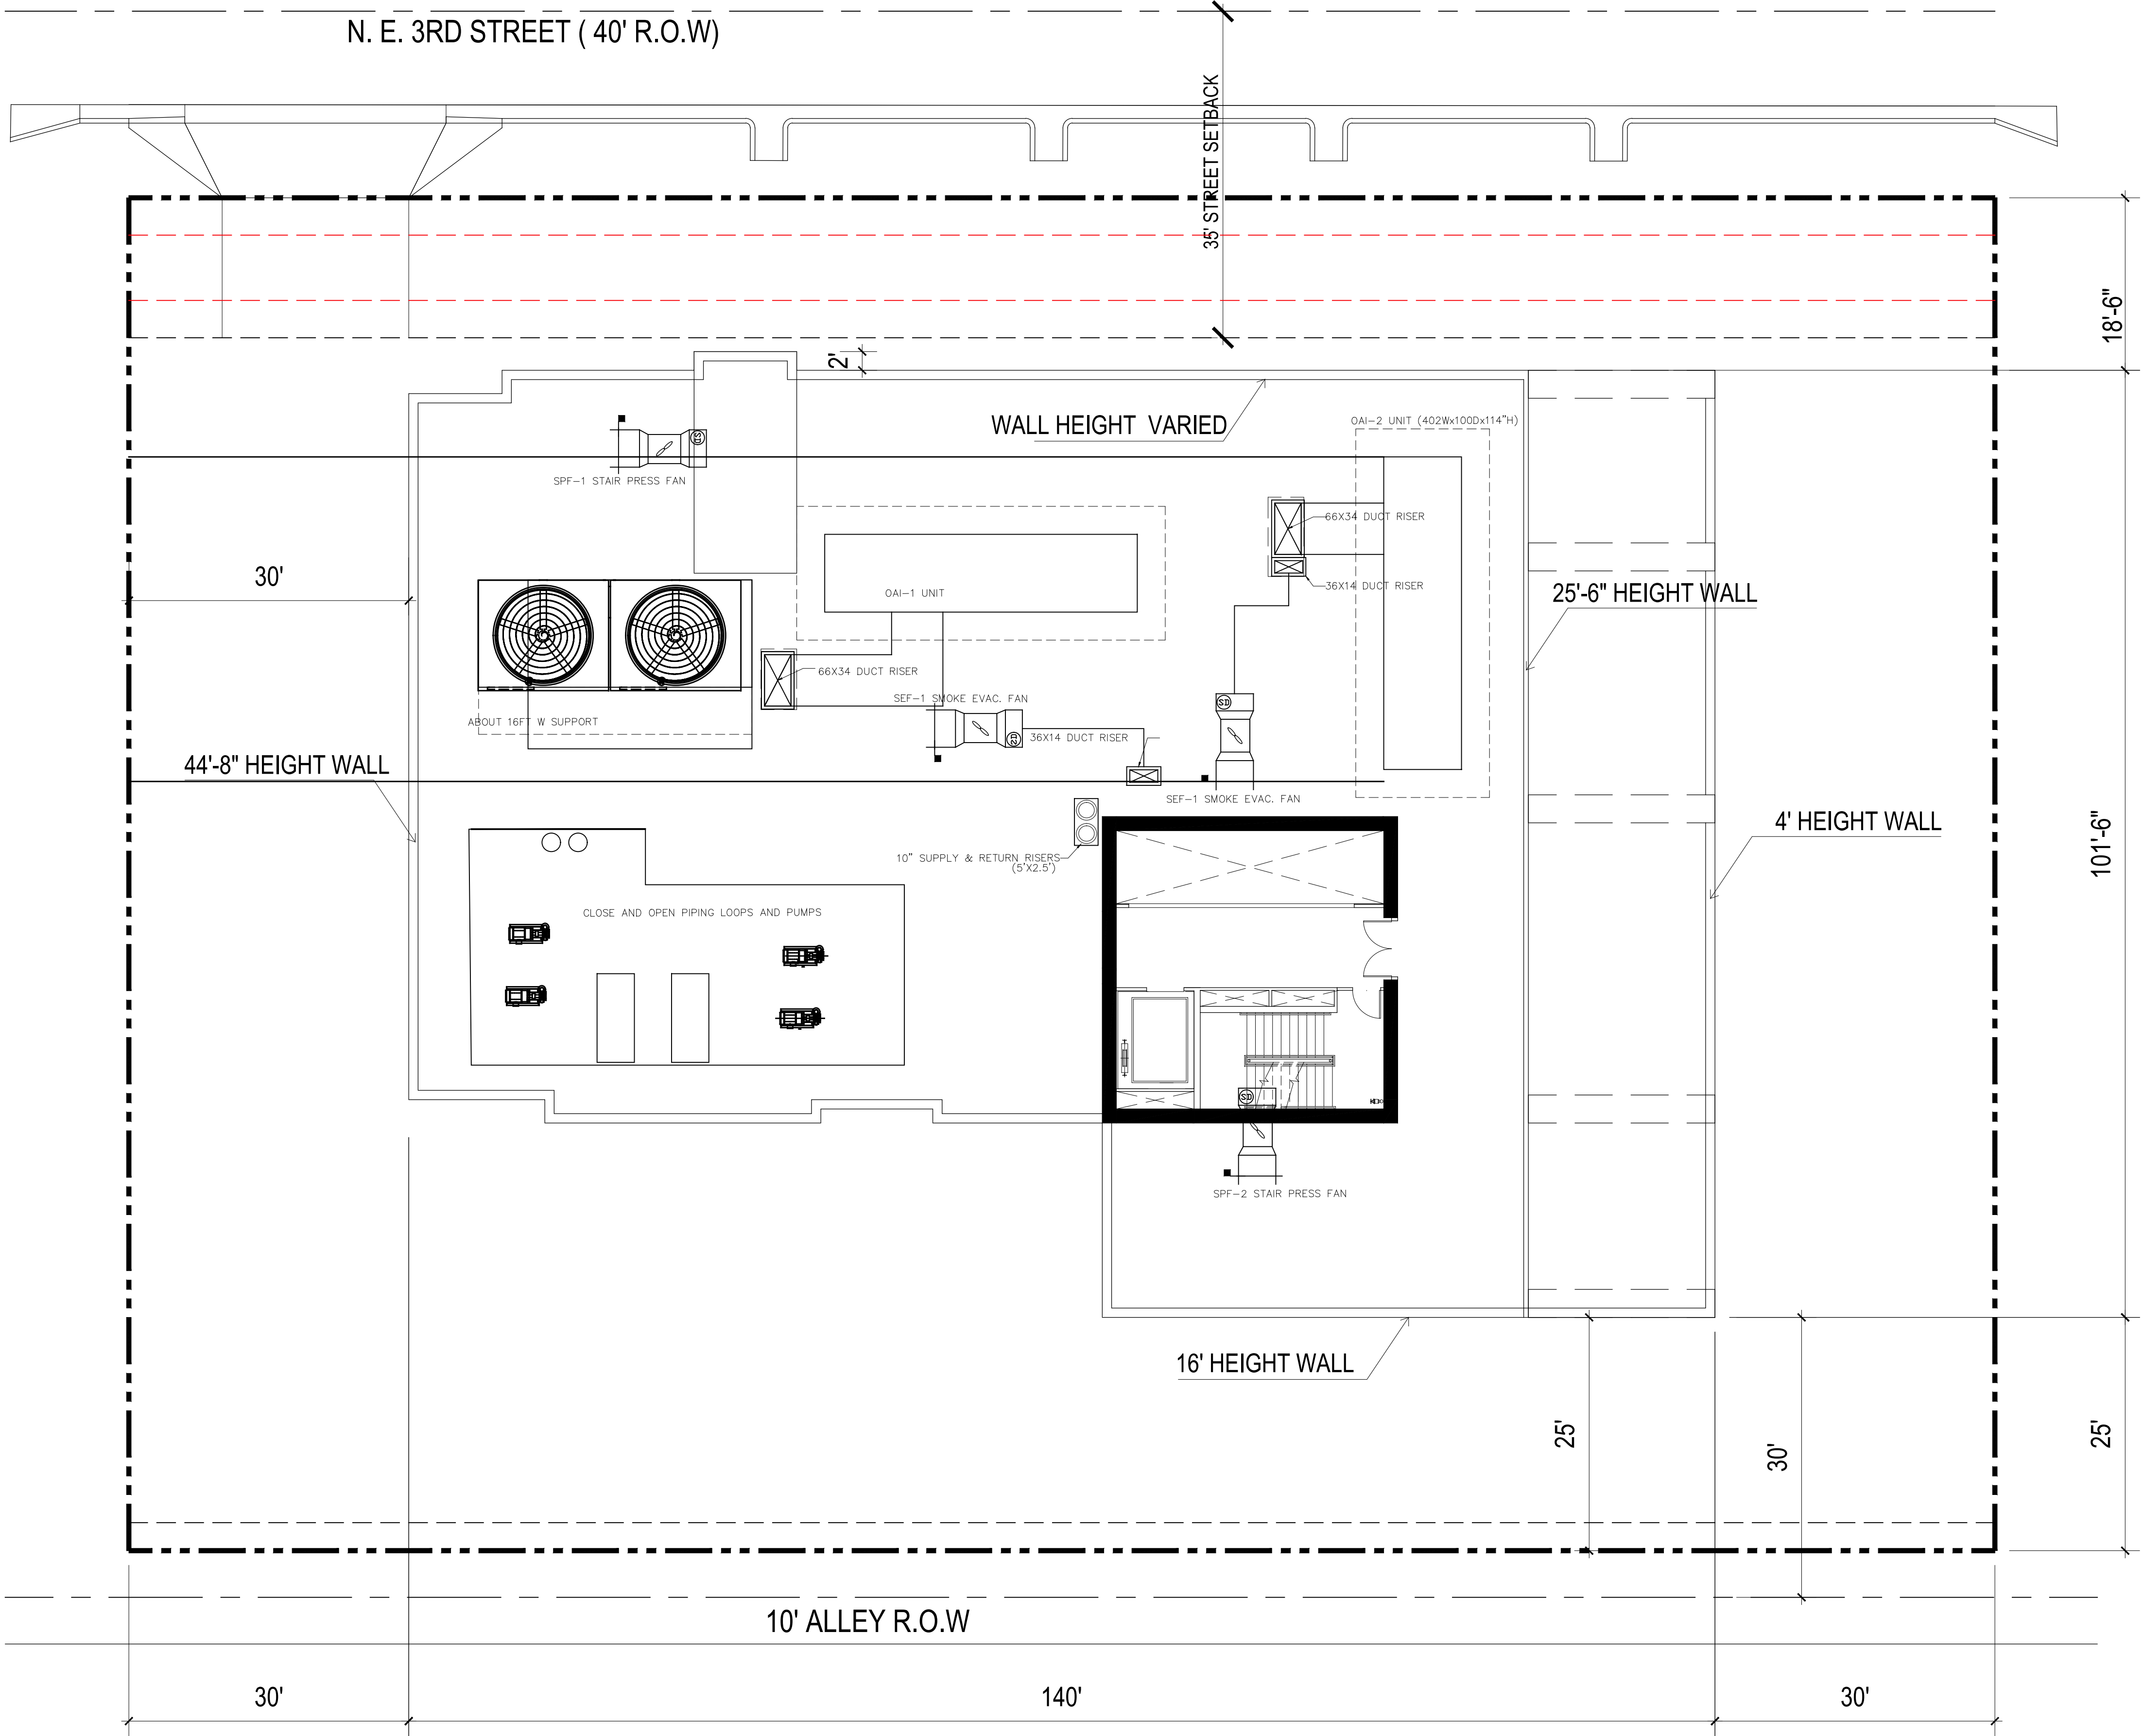 N. E. 3RD STREET ( 40' R.O.W)
35' STREET SETBACK
18'-6"
2'
WALL HEIGHT  VARIED
OAI-2 UNIT (402Wx100Dx114"H)
SD
SPF-1 STAIR PRESS FAN
66X34 DUCT RISER
30'
36X14 DUCT RISER
OAI-1 UNIT
25'-6" HEIGHT WALL
66X34 DUCT RISER
SEF-1 SMOKE EVAC. FAN
SD
ABOUT 16FT W SUPPORT
36X14 DUCT RISER
SD
44'-8" HEIGHT WALL
SEF-1 SMOKE EVAC. FAN
4' HEIGHT WALL
101'-6"
10" SUPPLY & RETURN RISERS
(5'X2.5')
CLOSE AND OPEN PIPING LOOPS AND PUMPS
SD
SPF-2 STAIR PRESS FAN
16' HEIGHT WALL
25'
30'
25'
10' ALLEY R.O.W
30'
140'
30'